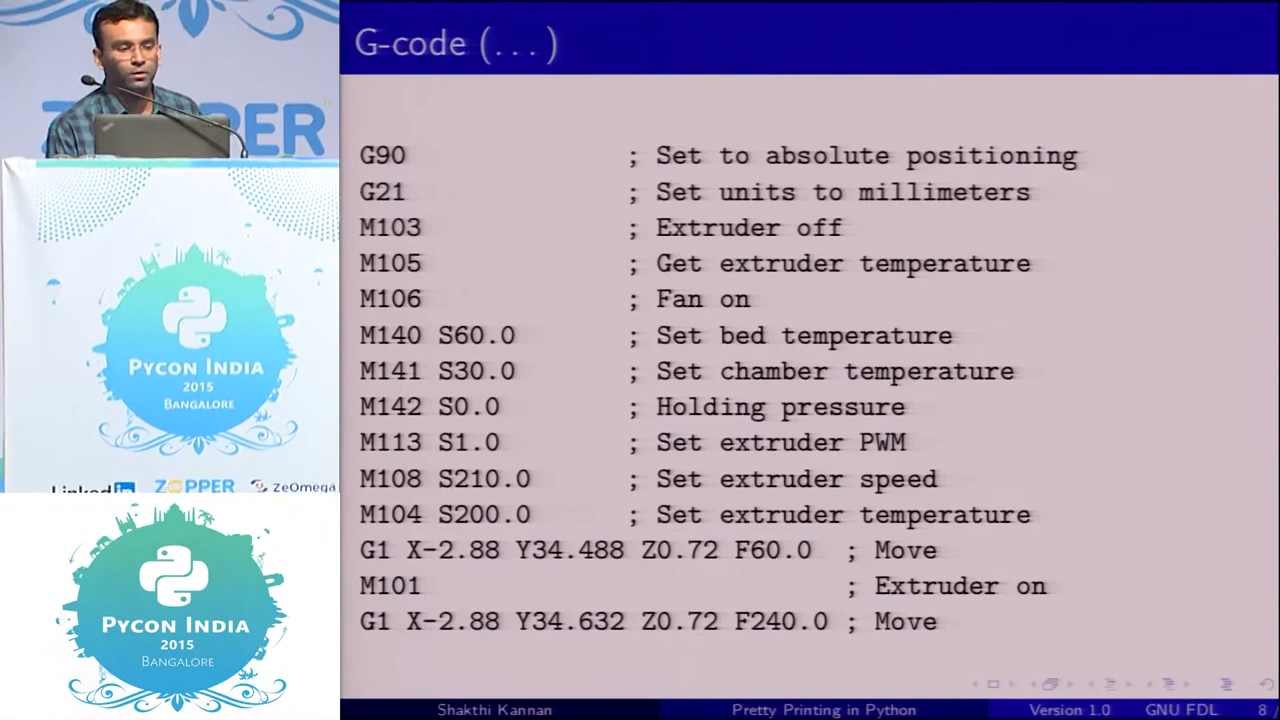 G-code (...)
G90 ; Set to absolute positioning
G21 ; Set units to millimeters
M103 ; Extruder off
M105 ; Get extruder temperature
M106 ; Fan on
M140 S60.0 ; Set bed temperature
M141 S30.0 ; Set chamber temperature
M142 S0.0 ; Holding pressure
M113 S1.0 ; Set extruder PWM
M108 S210.0 ; Set extruder speed
M104 S200.0 ; Set extruder temperature
G1 X-2.88 Y34.488 Z0.72 F60.0 ; Move
M101 ; Extruder on
G1 X-2.88 Y34.632 Z0.72 F240.0 ; Move
Shakthi Kannan Pretty Printing in Python Version 1.0 GNU FDL 8
PYCON INDIA
2015
BANGALORE
Linkedin ZOPPER ZeOmega
PYCON INDIA
2015
BANGALORE